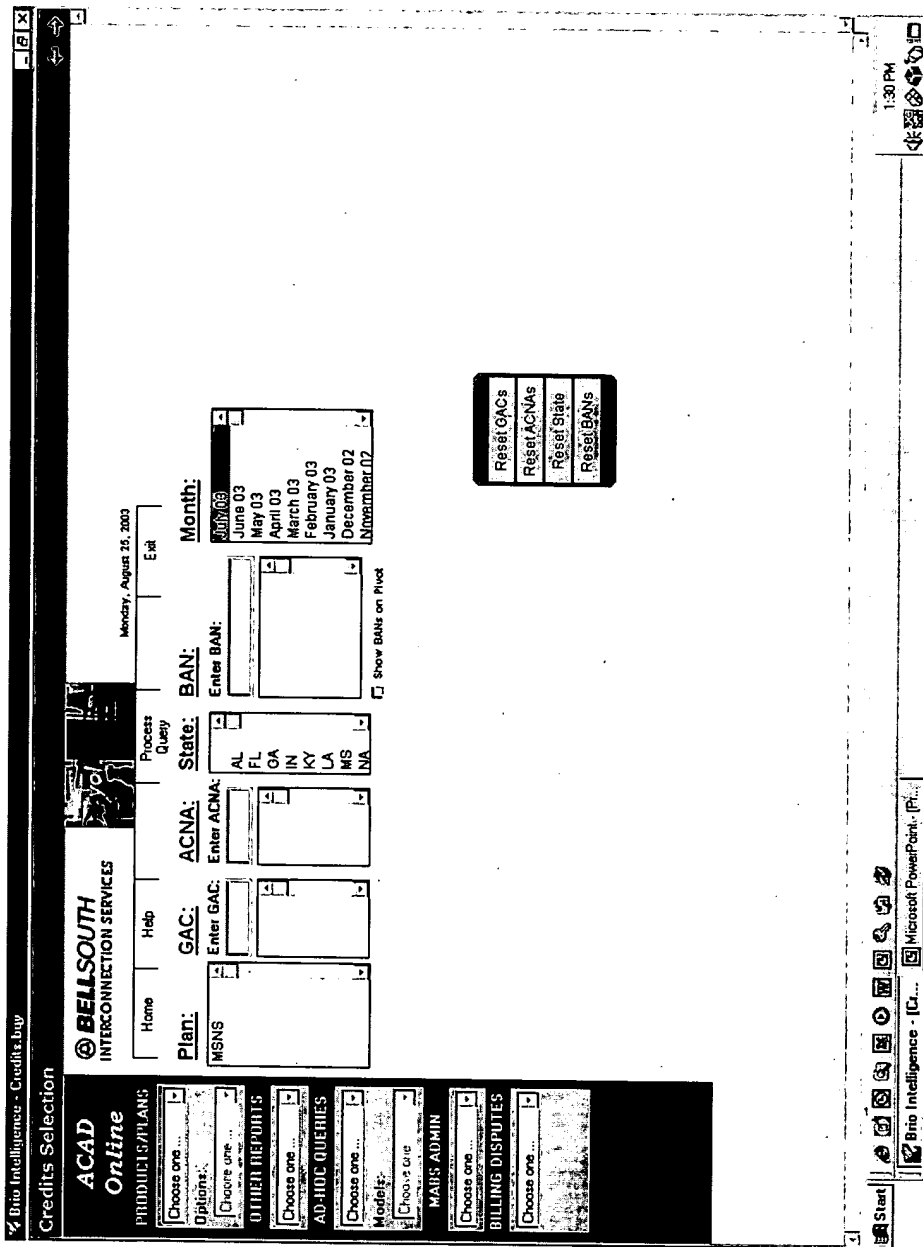 Brio Intelligence - Credits.bqy
Credits Selection
ACAD
Online
PRODUCTS/PLANS
Choose one...
Options:
Choose one...
OTHER REPORTS
Choose one...
AD-HOC QUERIES
Choose one...
Models:
Choose one
MABS ADMIN
Choose one...
BILLING DISPUTES
Choose one...
BELLSOUTH
INTERCONNECTION SERVICES
Monday, August 25, 2003
Home
Help
Process
Query
Exit
Plan:
MSNS
GAC:
Enter GAC:
ACNA:
Enter ACNA:
State:
AL
FL
GA
IN
KY
LA
MS
NA
BAN:
Enter BAN:
Show BANs on Pivot
Month:
July 03
June 03
May 03
April 03
March 03
February 03
January 03
December 02
November 02
Reset GACs
Reset ACNAs
Reset State
Reset BANs
Start
Brio Intelligence - [Cr...
Microsoft PowerPoint - [Pr...
1:30 PM